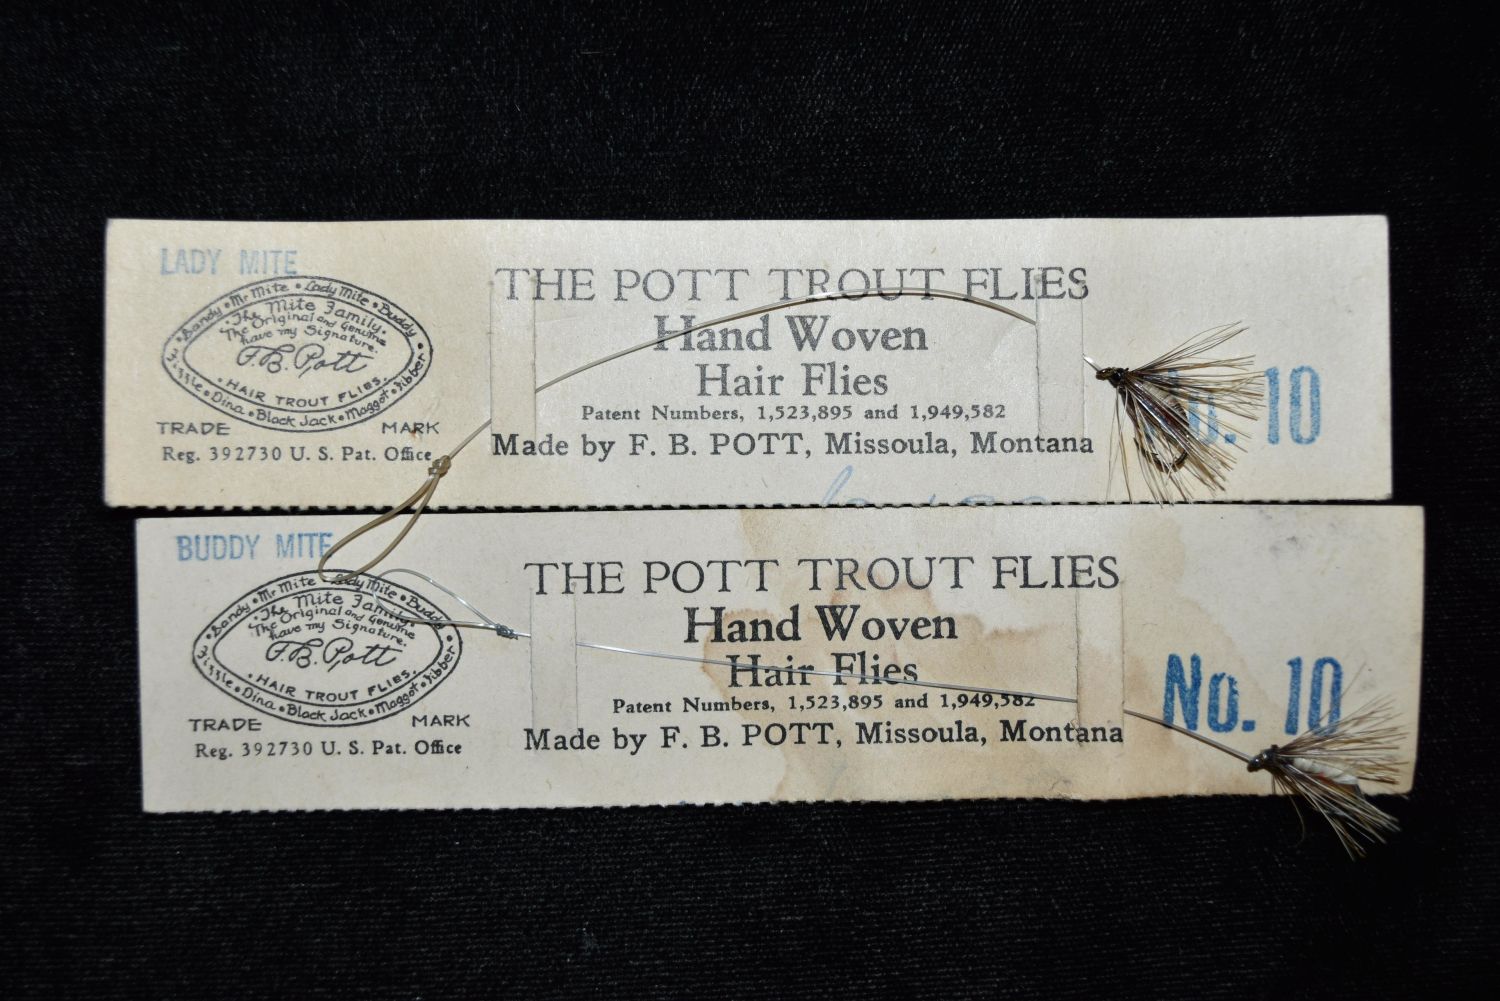 LADY MITE
Sandy • Mr Mite • Lady Mite • Buddy
• The Mite Family •
The Original and Genuine
have my Signature.
F.B. Pott
• HAIR TROUT FLIES.
Fizzle • Dina • Black Jack • Maggot • Fibber
TRADE MARK
Reg. 392730 U. S. Pat. Office
THE POTT TROUT FLIES
Hand Woven
Hair Flies
Patent Numbers, 1,523,895 and 1,949,582
Made by F. B. POTT, Missoula, Montana
No. 10
BUDDY MITE
Sandy • Mr Mite • Lady Mite • Buddy
• The Mite Family.
The Original and Genuine
have my Signature.
F.B. Pott
• HAIR TROUT FLIES.
Fizzle • Dina • Black Jack • Maggot • Fibber
TRADE MARK
Reg. 392730 U. S. Pat. Office
THE POTT TROUT FLIES
Hand Woven
Hair Flies
Patent Numbers, 1,523,895 and 1,949,582
Made by F. B. POTT, Missoula, Montana
No. 10